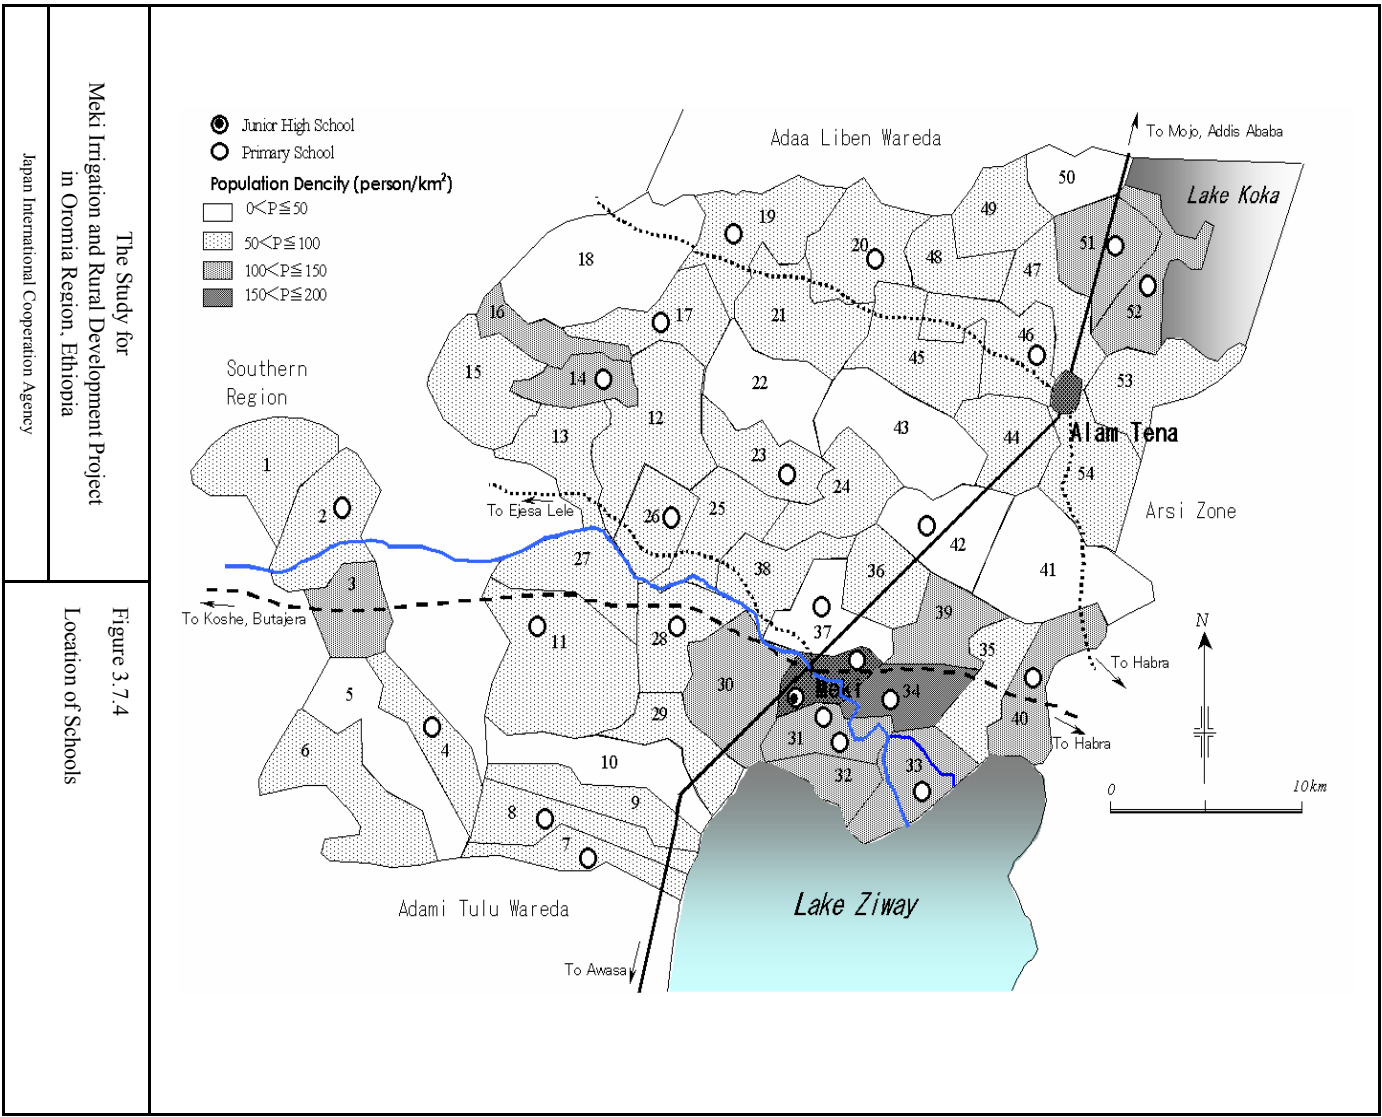 The Study for
Meki Irrigation and Rural Development Project
in Oromia Region, Ethiopia
Japan International Cooperation Agency
Figure 3.7.4
Location of Schools
Junior High School
Primary School
Population Dencity (person/km²)
0<P≦50
50<P≦100
100<P≦150
150<P≦200
Adaa Liben Wareda
To Mojo, Addis Ababa
Lake Koka
50
49
19
20
48
51
47
18
52
16
17
21
46
45
Southern
Region
15
14
22
53
12
43
44
Alam Tena
13
23
1
24
54
To Ejesa Lele
26
25
2
Arsi Zone
42
27
38
36
41
3
To Koshe, Butajera
39
N
11
28
37
35
To Habra
5
30
Meki
34
29
40
6
4
31
To Habra
10
32
33
0
10km
8
9
7
Adami Tulu Wareda
Lake Ziway
To Awasa